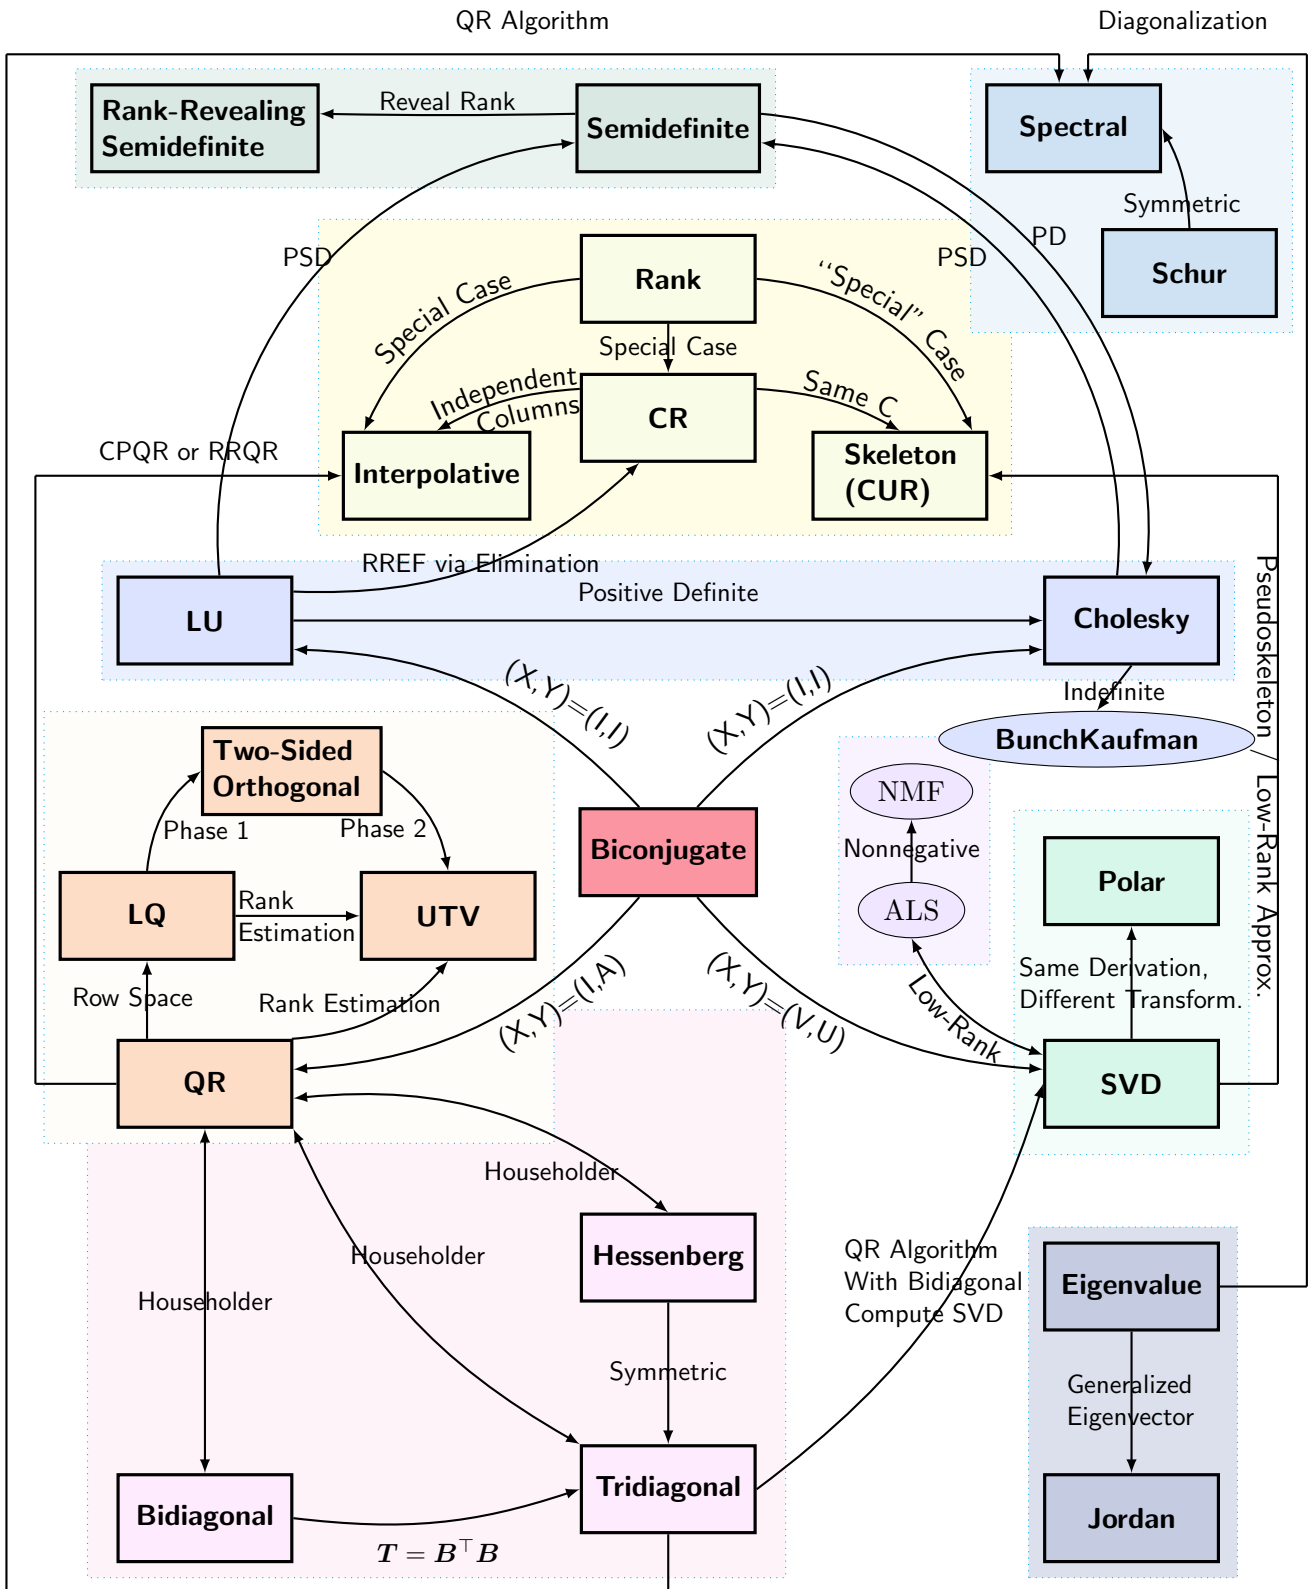 QR Algorithm
Diagonalization
Rank-Revealing
Semidefinite
Reveal Rank
Semidefinite
Spectral
Symmetric
Schur
PSD
PSD
PD
Rank
Special Case
Special Case
‘‘Special” Case
Independent
Columns
CR
Same C
CPQR or RRQR
Interpolative
Skeleton
(CUR)
RREF via Elimination
Positive Definite
LU
Cholesky
Pseudoskeleton
(X,Y)=(I,I)
(X,Y)=(I,I)
Indefinite
BunchKaufman
Two-Sided
Orthogonal
NMF
Phase 1
Phase 2
Biconjugate
Nonnegative
Low-Rank Approx.
LQ
Rank
Estimation
UTV
ALS
Polar
Row Space
Rank Estimation
(X,Y)=(I,A)
(X,Y)=(V,U)
Low-Rank
Same Derivation,
Different Transform.
QR
SVD
Householder
Householder
Householder
Hessenberg
QR Algorithm
With Bidiagonal
Compute SVD
Eigenvalue
Symmetric
Generalized
Eigenvector
Bidiagonal
Tridiagonal
Jordan
T = B⊤B